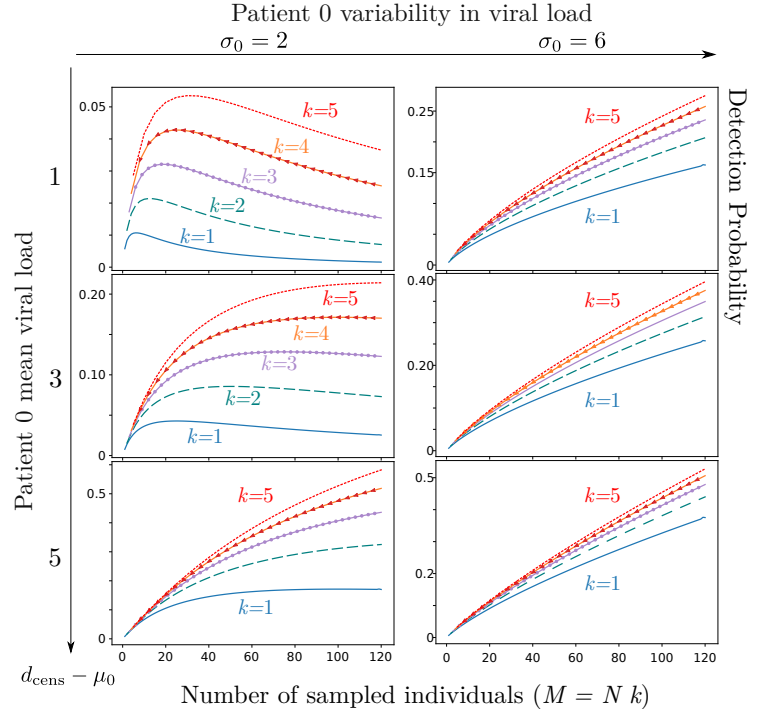 Patient 0 variability in viral load
σ₀ = 2
σ₀ = 6
Patient 0 mean viral load
Detection Probability
1
0.05
0
k=5
k=4
k=3
k=2
k=1
0.25
0.15
0
k=5
k=1
3
0.20
0.10
0
k=5
k=4
k=3
k=2
k=1
0.40
0.20
0
k=5
k=1
5
0.5
0
k=5
k=1
0 20 40 60 80 100 120
0.5
0.2
0
k=5
k=1
0 20 40 60 80 100 120
d_cens − μ₀
Number of sampled individuals (M = N k)